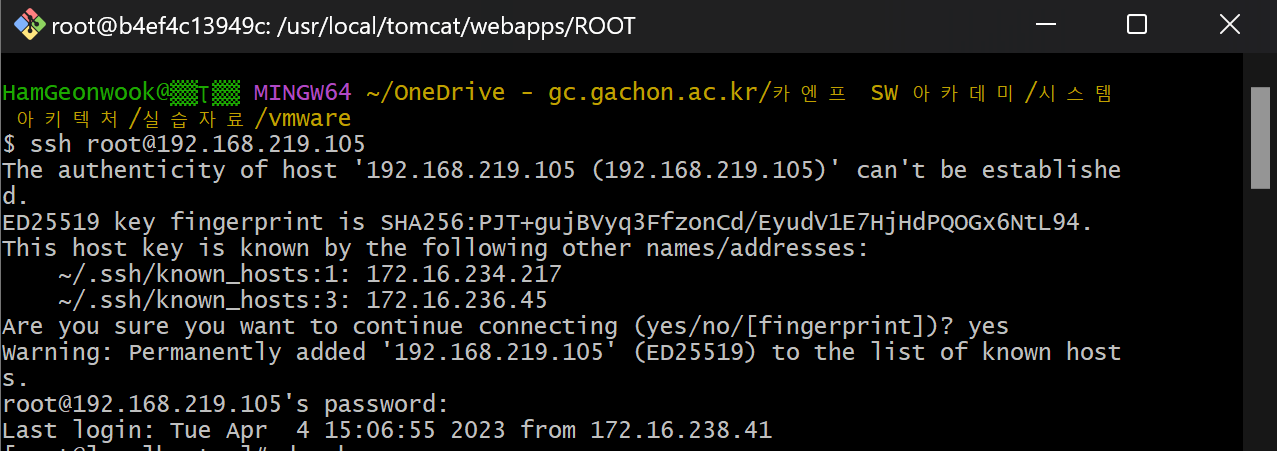 root@b4ef4c13949c: /usr/local/tomcat/webapps/ROOT
HamGeonwook@ MINGW64 ~/OneDrive - gc.gachon.ac.kr/카엔프 SW 아카데미/시스템
아키텍처/실습자료/vmware
$ ssh root@192.168.219.105
The authenticity of host '192.168.219.105 (192.168.219.105)' can't be establishe
d.
ED25519 key fingerprint is SHA256:PJT+gujBVyq3FfzonCd/EyudV1E7HjHdPQOGx6NtL94.
This host key is known by the following other names/addresses:
    ~/.ssh/known_hosts:1: 172.16.234.217
    ~/.ssh/known_hosts:3: 172.16.236.45
Are you sure you want to continue connecting (yes/no/[fingerprint])? yes
Warning: Permanently added '192.168.219.105' (ED25519) to the list of known host
s.
root@192.168.219.105's password:
Last login: Tue Apr  4 15:06:55 2023 from 172.16.238.41